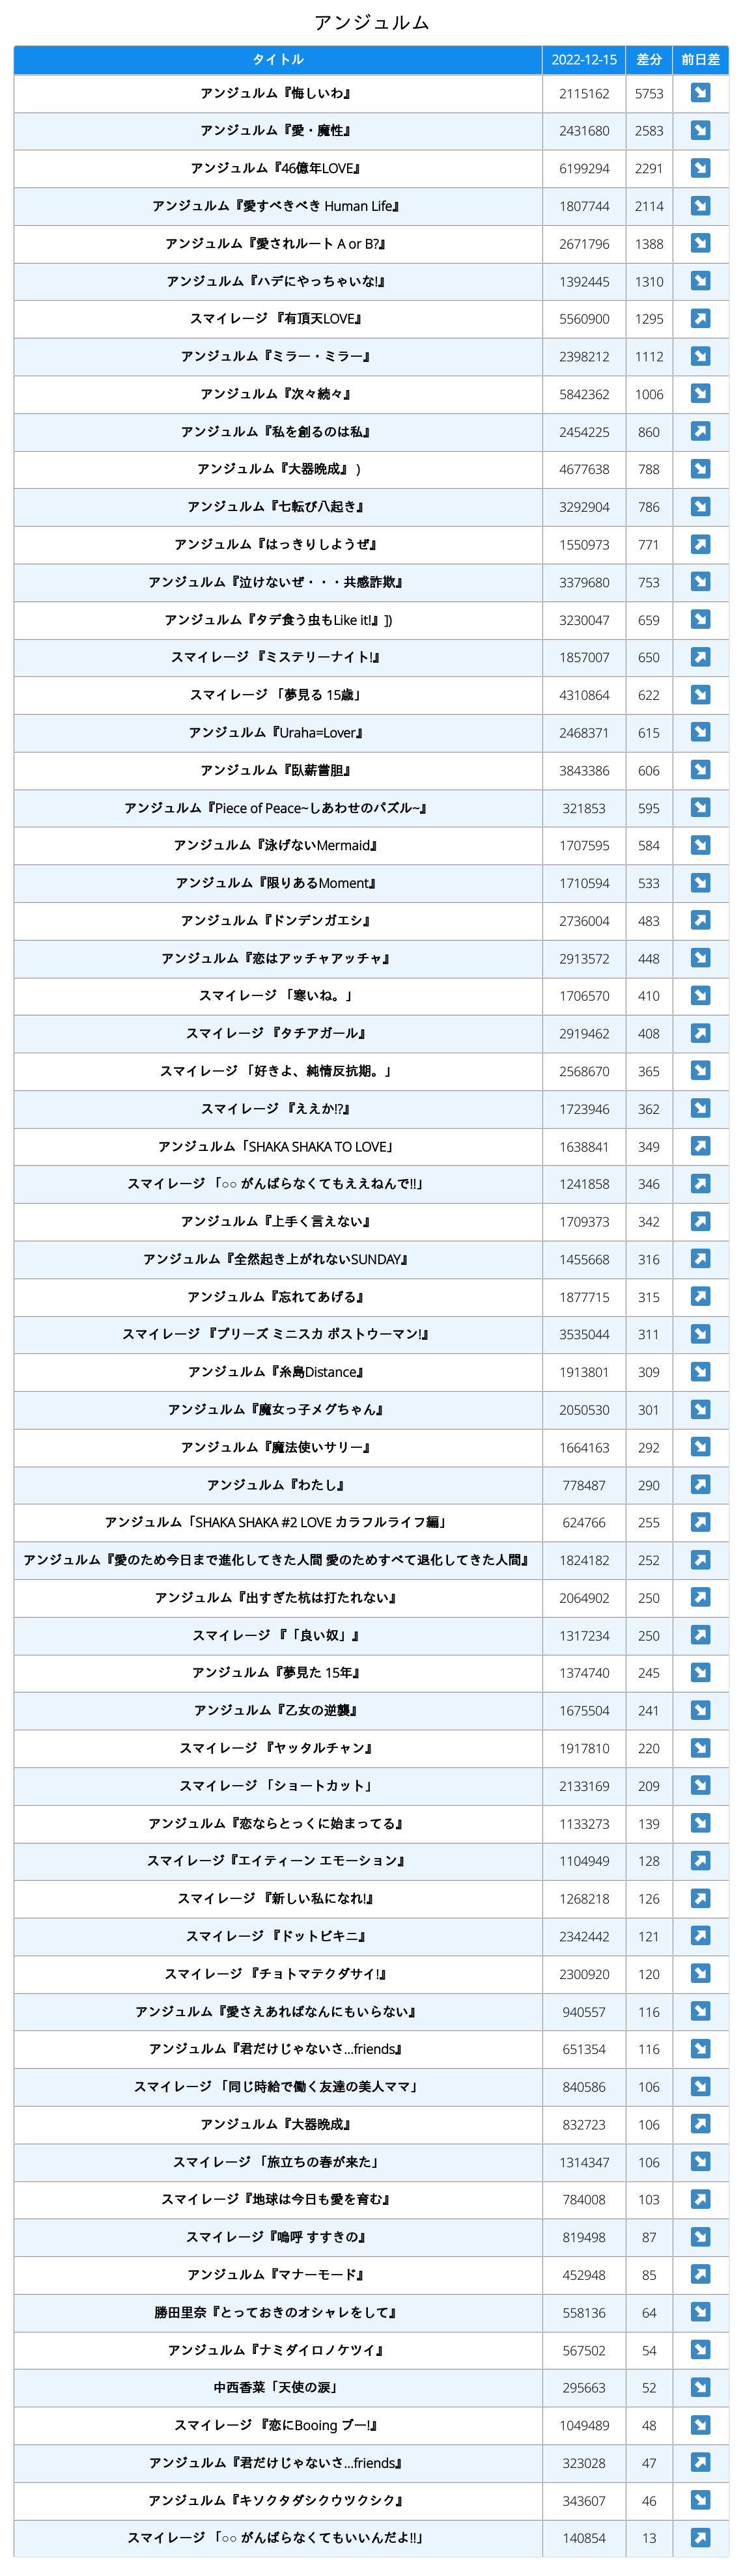 アンジュルム
タイトル 2022-12-15 差分 前日差
アンジュルム『悔しいわ』 2115162 5753 ↘
アンジュルム『愛・魔性』 2431680 2583 ↘
アンジュルム『46億年LOVE』 6199294 2291 ↘
アンジュルム『愛すべきべき Human Life』 1807744 2114 ↘
アンジュルム『愛されルート A or B?』 2671796 1388 ↘
アンジュルム『ハデにやっちゃいな!』 1392445 1310 ↘
スマイレージ 『有頂天LOVE』 5560900 1295 ↗
アンジュルム『ミラー・ミラー』 2398212 1112 ↘
アンジュルム『次々続々』 5842362 1006 ↘
アンジュルム『私を創るのは私』 2454225 860 ↗
アンジュルム『大器晩成』 ) 4677638 788 ↘
アンジュルム『七転び八起き』 3292904 786 ↘
アンジュルム『はっきりしようぜ』 1550973 771 ↗
アンジュルム『泣けないぜ・・・共感詐欺』 3379680 753 ↘
アンジュルム『タデ食う虫もLike it!』]) 3230047 659 ↘
スマイレージ 『ミステリーナイト!』 1857007 650 ↗
スマイレージ 「夢見る 15歳」 4310864 622 ↘
アンジュルム『Uraha=Lover』 2468371 615 ↘
アンジュルム『臥薪嘗胆』 3843386 606 ↘
アンジュルム『Piece of Peace~しあわせのパズル~』 321853 595 ↘
アンジュルム『泳げないMermaid』 1707595 584 ↘
アンジュルム『限りあるMoment』 1710594 533 ↘
アンジュルム『ドンデンガエシ』 2736004 483 ↗
アンジュルム『恋はアッチャアッチャ』 2913572 448 ↘
スマイレージ 「寒いね。」 1706570 410 ↘
スマイレージ 『タチアガール』 2919462 408 ↗
スマイレージ 「好きよ、純情反抗期。」 2568670 365 ↘
スマイレージ 『ええか!?』 1723946 362 ↘
アンジュルム「SHAKA SHAKA TO LOVE」 1638841 349 ↗
スマイレージ 「○○ がんばらなくてもええねんで!!」 1241858 346 ↗
アンジュルム『上手く言えない』 1709373 342 ↗
アンジュルム『全然起き上がれないSUNDAY』 1455668 316 ↗
アンジュルム『忘れてあげる』 1877715 315 ↗
スマイレージ 『プリーズ ミニスカ ポストウーマン!』 3535044 311 ↘
アンジュルム『糸島Distance』 1913801 309 ↘
アンジュルム『魔女っ子メグちゃん』 2050530 301 ↘
アンジュルム『魔法使いサリー』 1664163 292 ↘
アンジュルム『わたし』 778487 290 ↗
アンジュルム「SHAKA SHAKA #2 LOVE カラフルライフ編」 624766 255 ↗
アンジュルム『愛のため今日まで進化してきた人間 愛のためすべて退化してきた人間』 1824182 252 ↗
アンジュルム『出すぎた杭は打たれない』 2064902 250 ↗
スマイレージ 『「良い奴」』 1317234 250 ↗
アンジュルム『夢見た 15年』 1374740 245 ↘
アンジュルム『乙女の逆襲』 1675504 241 ↘
スマイレージ 『ヤッタルチャン』 1917810 220 ↘
スマイレージ 「ショートカット」 2133169 209 ↘
アンジュルム『恋ならとっくに始まってる』 1133273 139 ↘
スマイレージ『エイティーン エモーション』 1104949 128 ↗
スマイレージ 『新しい私になれ!』 1268218 126 ↗
スマイレージ 『ドットビキニ』 2342442 121 ↗
スマイレージ 『チョトマテクダサイ!』 2300920 120 ↘
アンジュルム『愛さえあればなんにもいらない』 940557 116 ↘
アンジュルム『君だけじゃないさ...friends』 651354 116 ↘
スマイレージ 「同じ時給で働く友達の美人ママ」 840586 106 ↘
アンジュルム『大器晩成』 832723 106 ↗
スマイレージ 「旅立ちの春が来た」 1314347 106 ↘
スマイレージ『地球は今日も愛を育む』 784008 103 ↗
スマイレージ『嗚呼 すすきの』 819498 87 ↘
アンジュルム『マナーモード』 452948 85 ↗
勝田里奈『とっておきのオシャレをして』 558136 64 ↘
アンジュルム『ナミダイロノケツイ』 567502 54 ↘
中西香菜「天使の涙」 295663 52 ↘
スマイレージ 『恋にBooing ブー!』 1049489 48 ↘
アンジュルム『君だけじゃないさ...friends』 323028 47 ↗
アンジュルム『キソクタダシクウツクシク』 343607 46 ↘
スマイレージ 「○○ がんばらなくてもいいんだよ!!」 140854 13 ↗